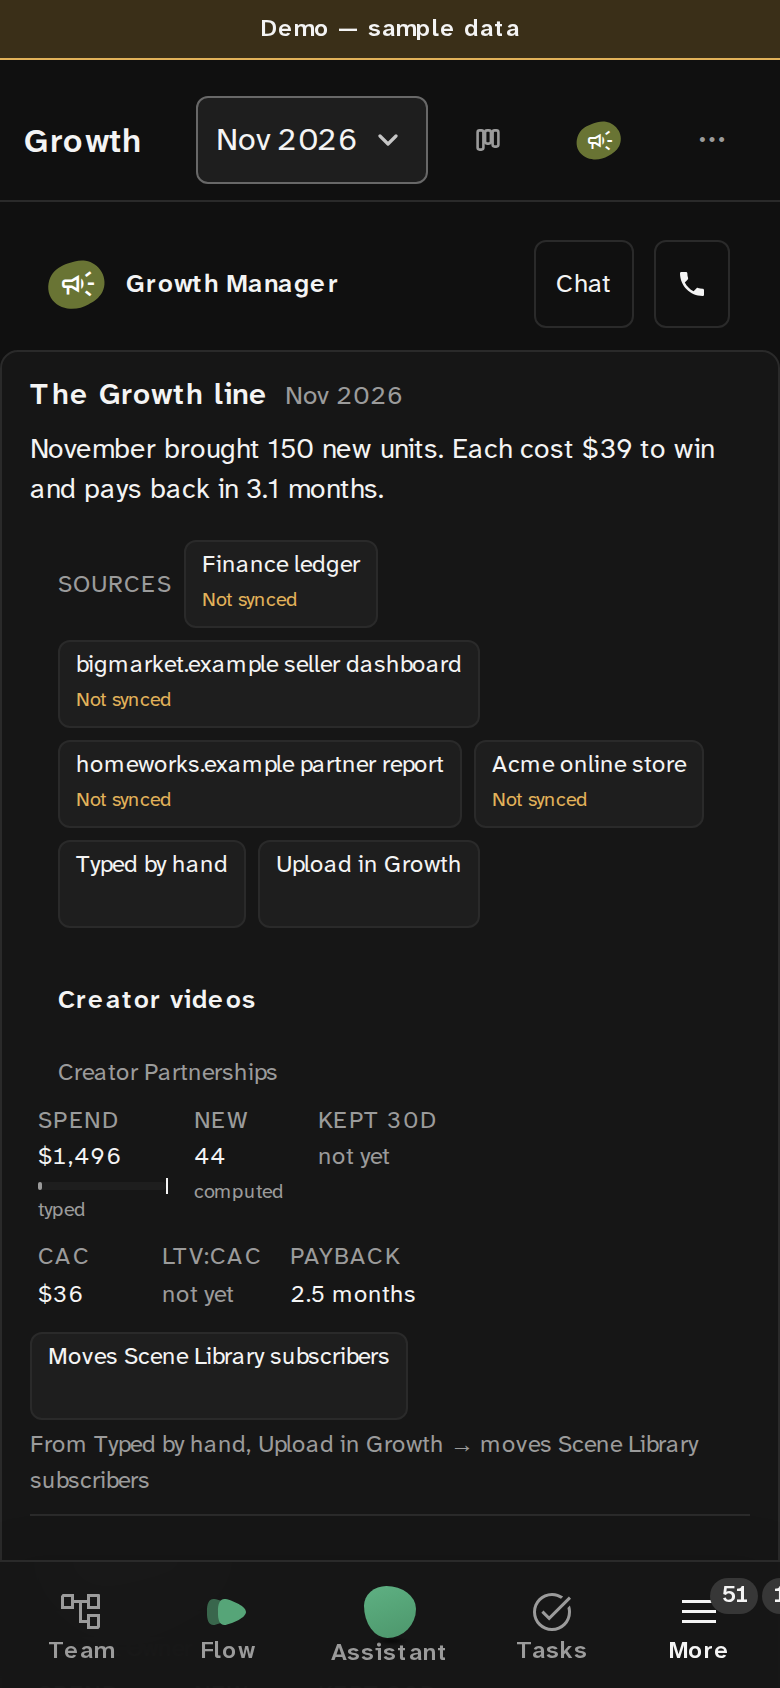 Demo — sample data
Growth
Nov 2026
Growth Manager
Chat
The Growth line Nov 2026
November brought 150 new units. Each cost $39 to win
and pays back in 3.1 months.
SOURCES
Finance ledger
Not synced
bigmarket.example seller dashboard
Not synced
homeworks.example partner report
Not synced
Acme online store
Not synced
Typed by hand
Upload in Growth
Creator videos
Creator Partnerships
SPEND NEW KEPT 30D
$1,496 44 not yet
computed
typed
CAC LTV:CAC PAYBACK
$36 not yet 2.5 months
Moves Scene Library subscribers
From Typed by hand, Upload in Growth → moves Scene Library
subscribers
51
Team Flow Assistant Tasks More